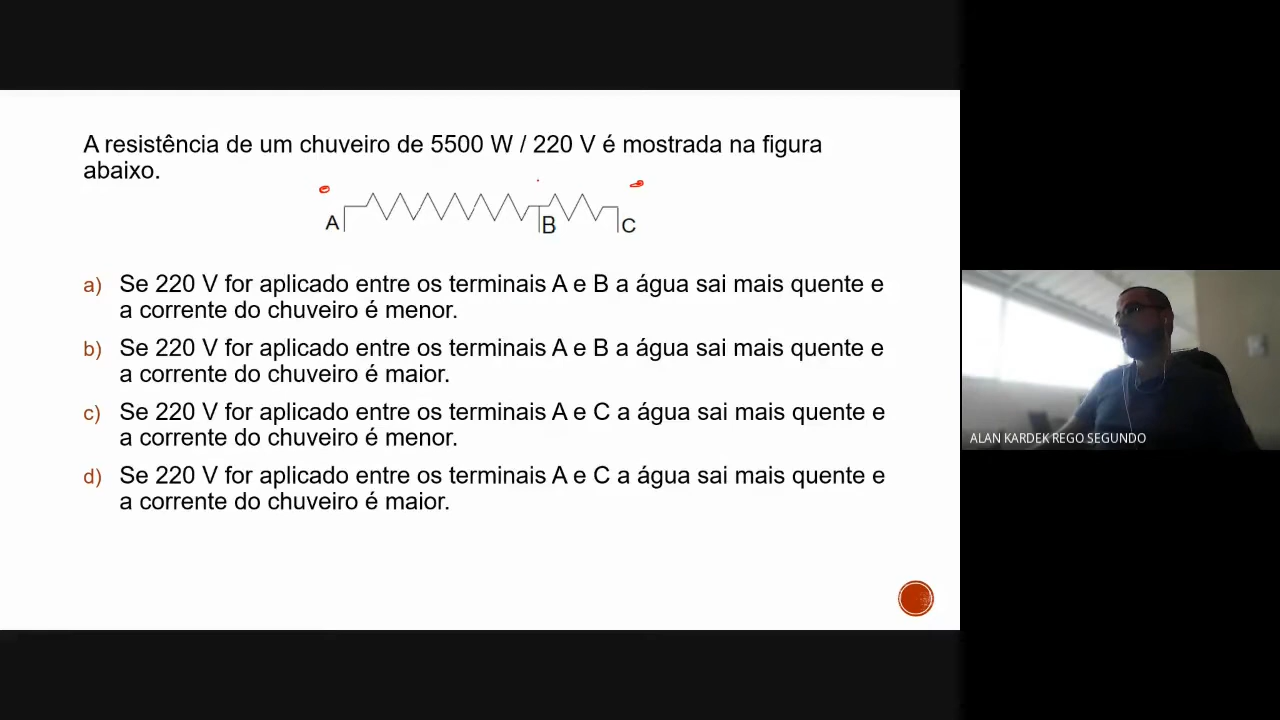 A resistência de um chuveiro de 5500 W / 220 V é mostrada na figura
abaixo.
A
B
C
a) Se 220 V for aplicado entre os terminais A e B a água sai mais quente e
a corrente do chuveiro é menor.
b) Se 220 V for aplicado entre os terminais A e B a água sai mais quente e
a corrente do chuveiro é maior.
c) Se 220 V for aplicado entre os terminais A e C a água sai mais quente e
a corrente do chuveiro é menor.
d) Se 220 V for aplicado entre os terminais A e C a água sai mais quente e
a corrente do chuveiro é maior.
ALAN KARDEK REGO SEGUNDO